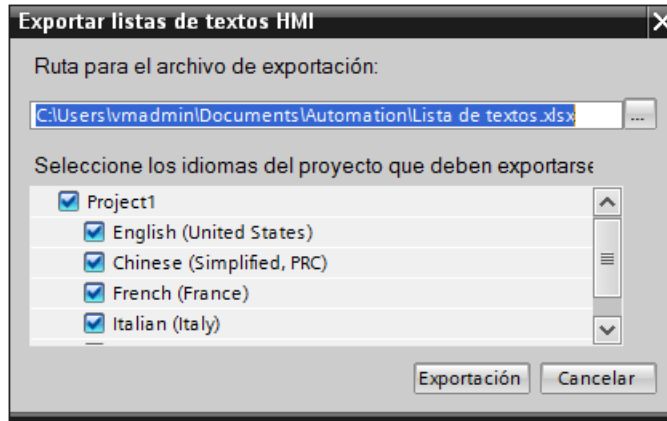 Exportar listas de textos HMI
Ruta para el archivo de exportación:
C:\Users\vmadmin\Documents\Automation\Lista de textos.xlsx
...
Seleccione los idiomas del proyecto que deben exportarse
Project1
English (United States)
Chinese (Simplified, PRC)
French (France)
Italian (Italy)
Exportación
Cancelar